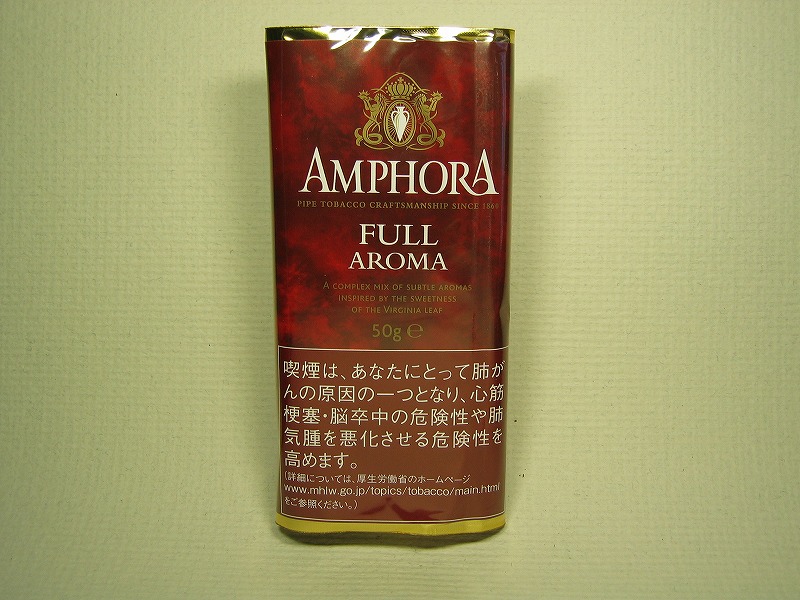 AMPHORA
PIPE TOBACCO CRAFTSMANSHIP SINCE 1860
FULL
AROMA
A COMPLEX MIX OF SUBTLE AROMAS
INSPIRED BY THE SWEETNESS
OF THE VIRGINIA LEAF
50g ℮
喫煙は、あなたにとって肺が
んの原因の一つとなり、心筋
梗塞・脳卒中の危険性や肺
気腫を悪化させる危険性を
高めます。
(詳細については、厚生労働省のホームページ
www.mhlw.go.jp/topics/tobacco/main.html
をご参照ください。)